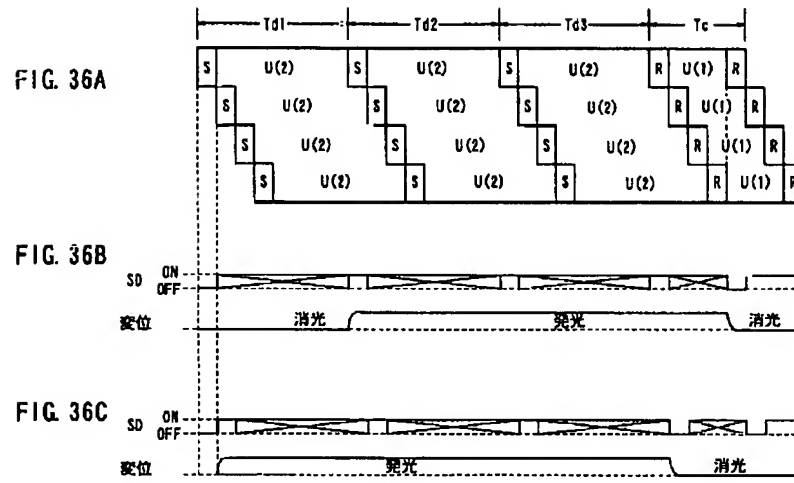 Td1 Td2 Td3 Tc
FIG. 36A
S U(2) S U(2) S U(2) R U(1) R
S U(2) S U(2) S U(2) R U(1) R
S U(2) S U(2) S U(2) R U(1) R
S U(2) S U(2) S U(2) R U(1) R
FIG. 36B
SD ON
OFF
変位 消光 発光 消光
FIG. 36C
SD ON
OFF
変位 発光 消光